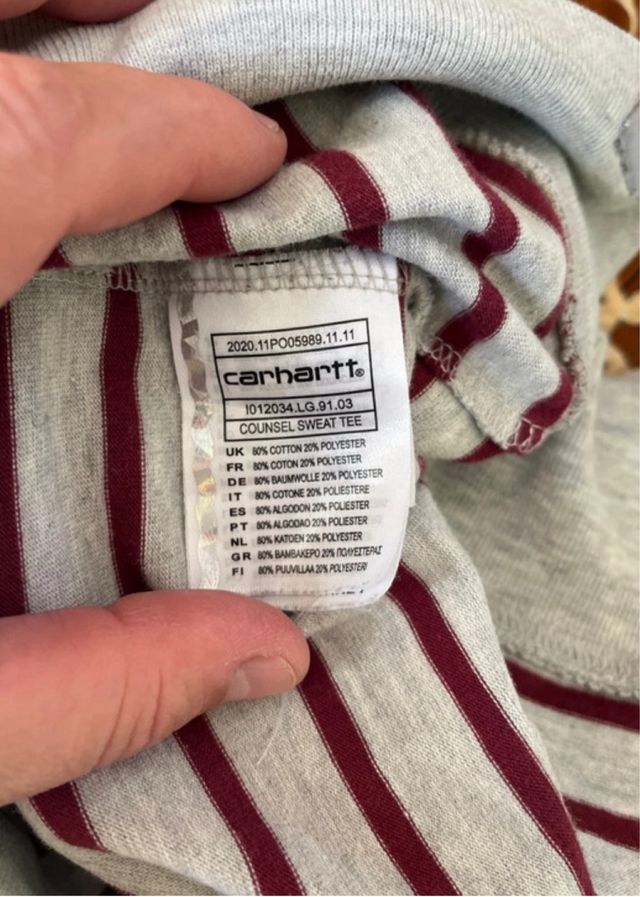 2020.11PO05989.11.11
carhartt®
I012034.LG.91.03
COUNSEL SWEAT TEE
UK 80% COTTON 20% POLYESTER
FR 80% COTON 20% POLYESTER
DE 80% BAUMWOLLE 20% POLYESTER
IT 80% COTONE 20% POLIESTERE
ES 80% ALGODON 20% POLIESTER
PT 80% ALGODAO 20% POLIESTER
NL 80% KATOEN 20% POLYESTER
GR 80% ΒΑΜΒΑΚΕΡΟ 20% ΠΟΛΥΕΣΤΕΡΑΣ
FI 80% PUUVILLAA 20% POLYESTERI